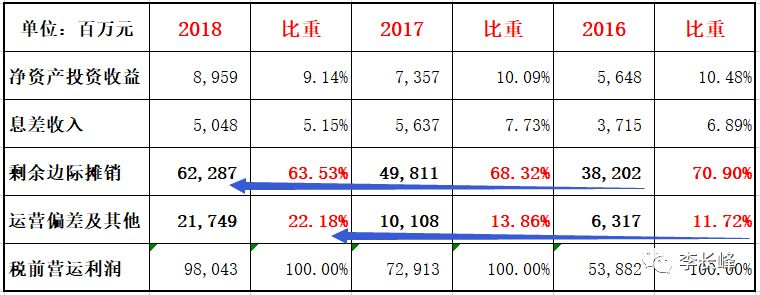 单位：百万元 2018 比重 2017 比重 2016 比重
净资产投资收益 8,959 9.14% 7,357 10.09% 5,648 10.48%
息差收入 5,048 5.15% 5,637 7.73% 3,715 6.89%
剩余边际摊销 62,287 63.53% 49,811 68.32% 38,202 70.90%
运营偏差及其他 21,749 22.18% 10,108 13.86% 6,317 11.72%
税前营运利润 98,043 100.00% 72,913 100.00% 53,882 100.00%
李长峰